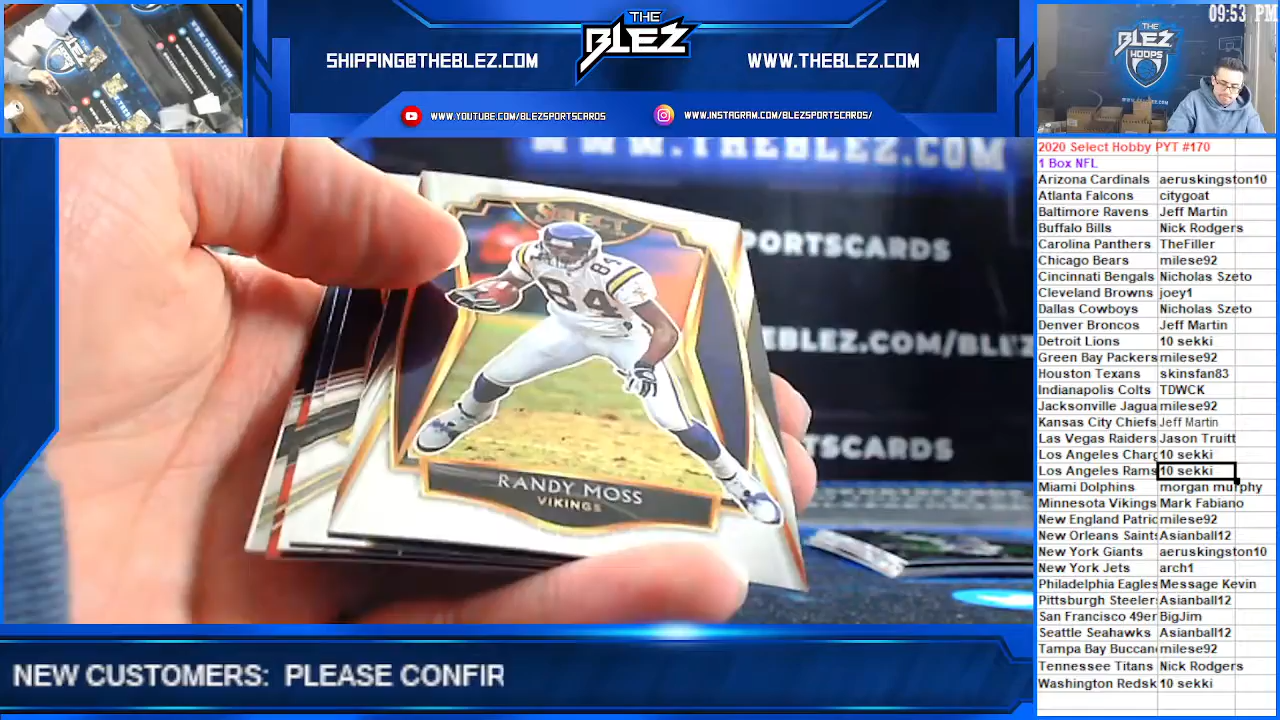 09:53 PM
THE
BLEZ
SHIPPING@THEBLEZ.COM
WWW.THEBLEZ.COM
WWW.YOUTUBE.COM/BLEZSPORTSCARDS
WWW.INSTAGRAM.COM/BLEZSPORTSCARDS/
THE
BLEZ
HOOPS
WWW.THEBLEZ.COM
PORTSCARDS
BLEZ.COM/BLEZ
RTSCARDS
SELECT
84
84
RANDY MOSS
VIKINGS
2020 Select Hobby PYT #170
1 Box NFL
Arizona Cardinals aeruskingston10
Atlanta Falcons citygoat
Baltimore Ravens Jeff Martin
Buffalo Bills Nick Rodgers
Carolina Panthers TheFiller
Chicago Bears milese92
Cincinnati Bengals Nicholas Szeto
Cleveland Browns joey1
Dallas Cowboys Nicholas Szeto
Denver Broncos Jeff Martin
Detroit Lions 10 sekki
Green Bay Packers milese92
Houston Texans skinsfan83
Indianapolis Colts TDWCK
Jacksonville Jagua milese92
Kansas City Chiefs Jeff Martin
Las Vegas Raiders Jason Truitt
Los Angeles Charg 10 sekki
Los Angeles Rams 10 sekki
Miami Dolphins morgan murphy
Minnesota Vikings Mark Fabiano
New England Patric milese92
New Orleans Saints Asianball12
New York Giants aeruskingston10
New York Jets arch1
Philadelphia Eagles Message Kevin
Pittsburgh Steelers Asianball12
San Francisco 49er BigJim
Seattle Seahawks Asianball12
Tampa Bay Buccan milese92
Tennessee Titans Nick Rodgers
Washington Redsk 10 sekki
NEW CUSTOMERS: PLEASE CONFIR